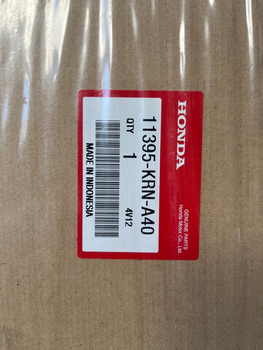 HONDA
GENUINE PARTS
Honda Motor Co., Ltd.
11395-KRN-A40
QTY 1 4V12
MADE IN INDONESIA